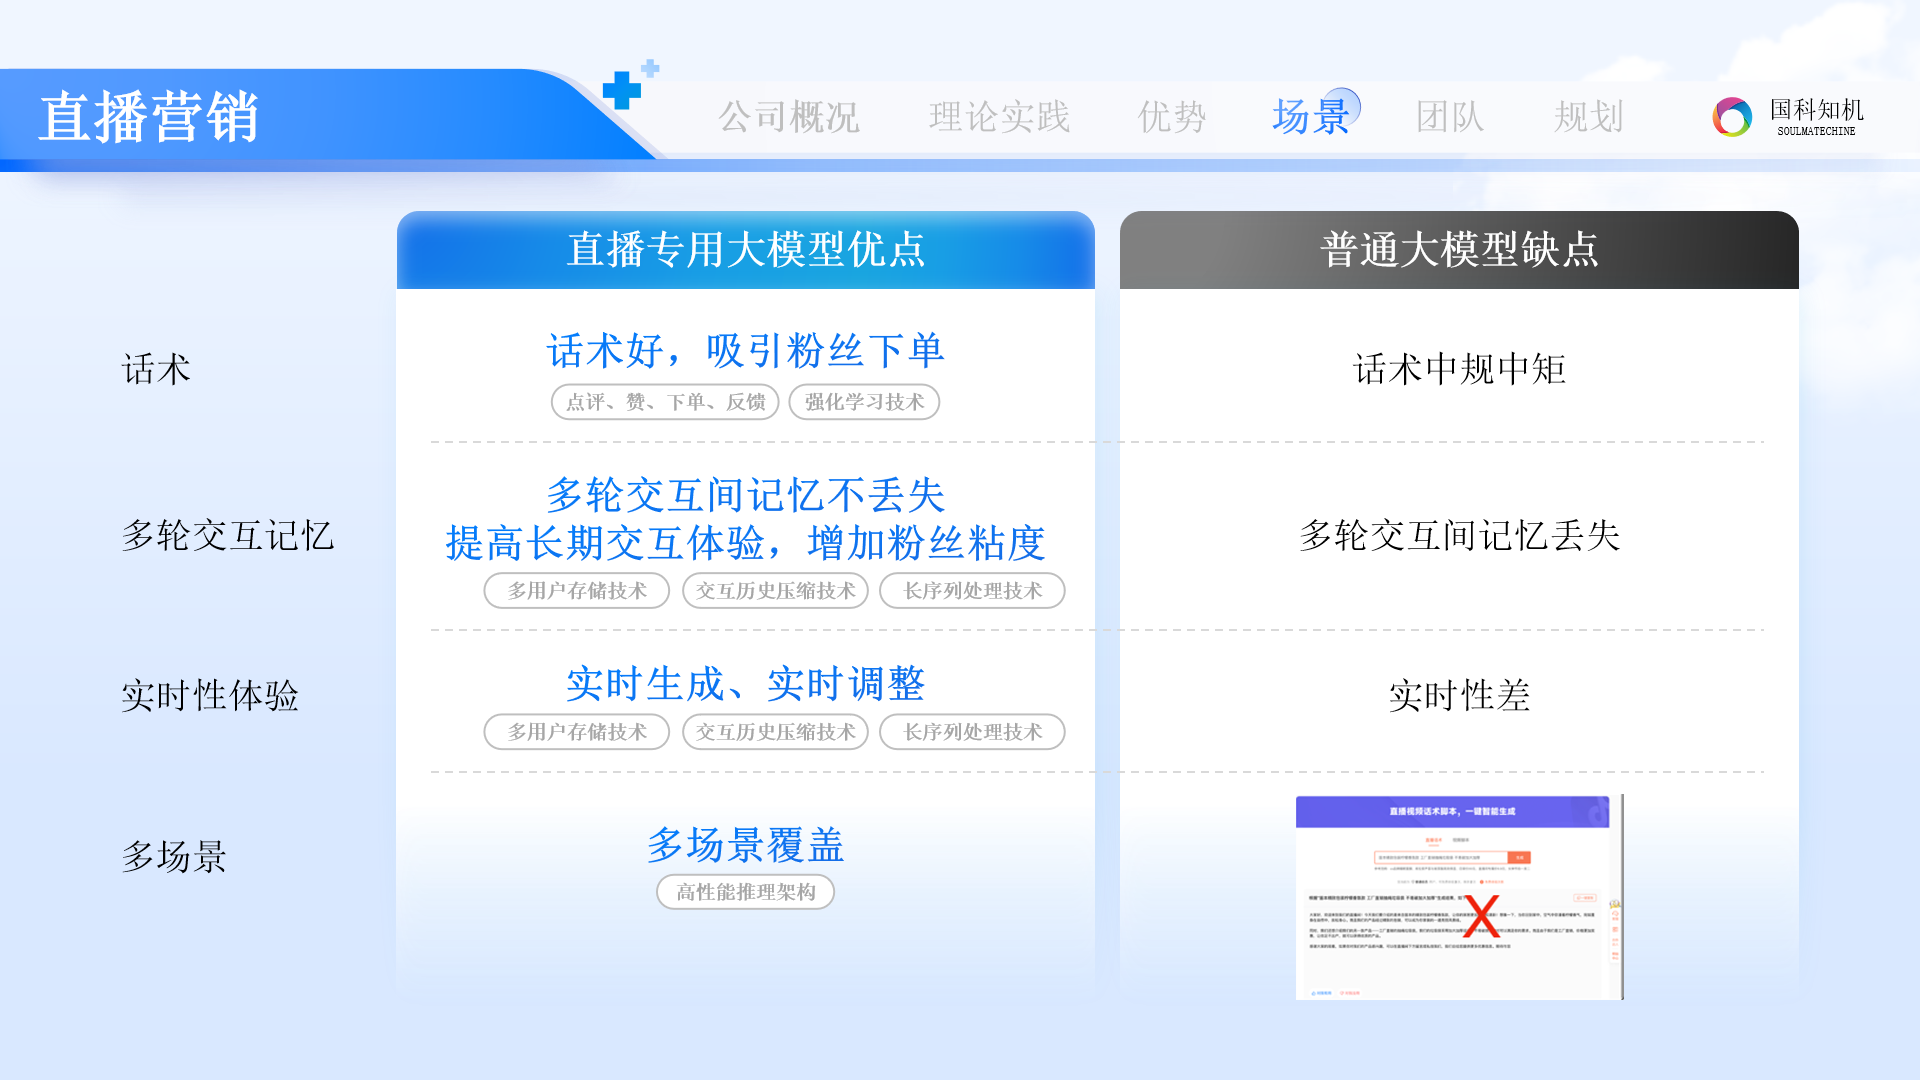 直播营销
公司概况 理论实践 优势 场景 团队 规划
国科知机
SOULMATECHINE
直播专用大模型优点
普通大模型缺点
话术
话术好，吸引粉丝下单
点评、赞、下单、反馈
强化学习技术
话术中规中矩
多轮交互记忆
多轮交互间记忆不丢失
提高长期交互体验，增加粉丝粘度
多用户存储技术
交互历史压缩技术
长序列处理技术
多轮交互间记忆丢失
实时性体验
实时生成、实时调整
多用户存储技术
交互历史压缩技术
长序列处理技术
实时性差
多场景
多场景覆盖
高性能推理架构
直播视频话术脚本，一键智能生成
X